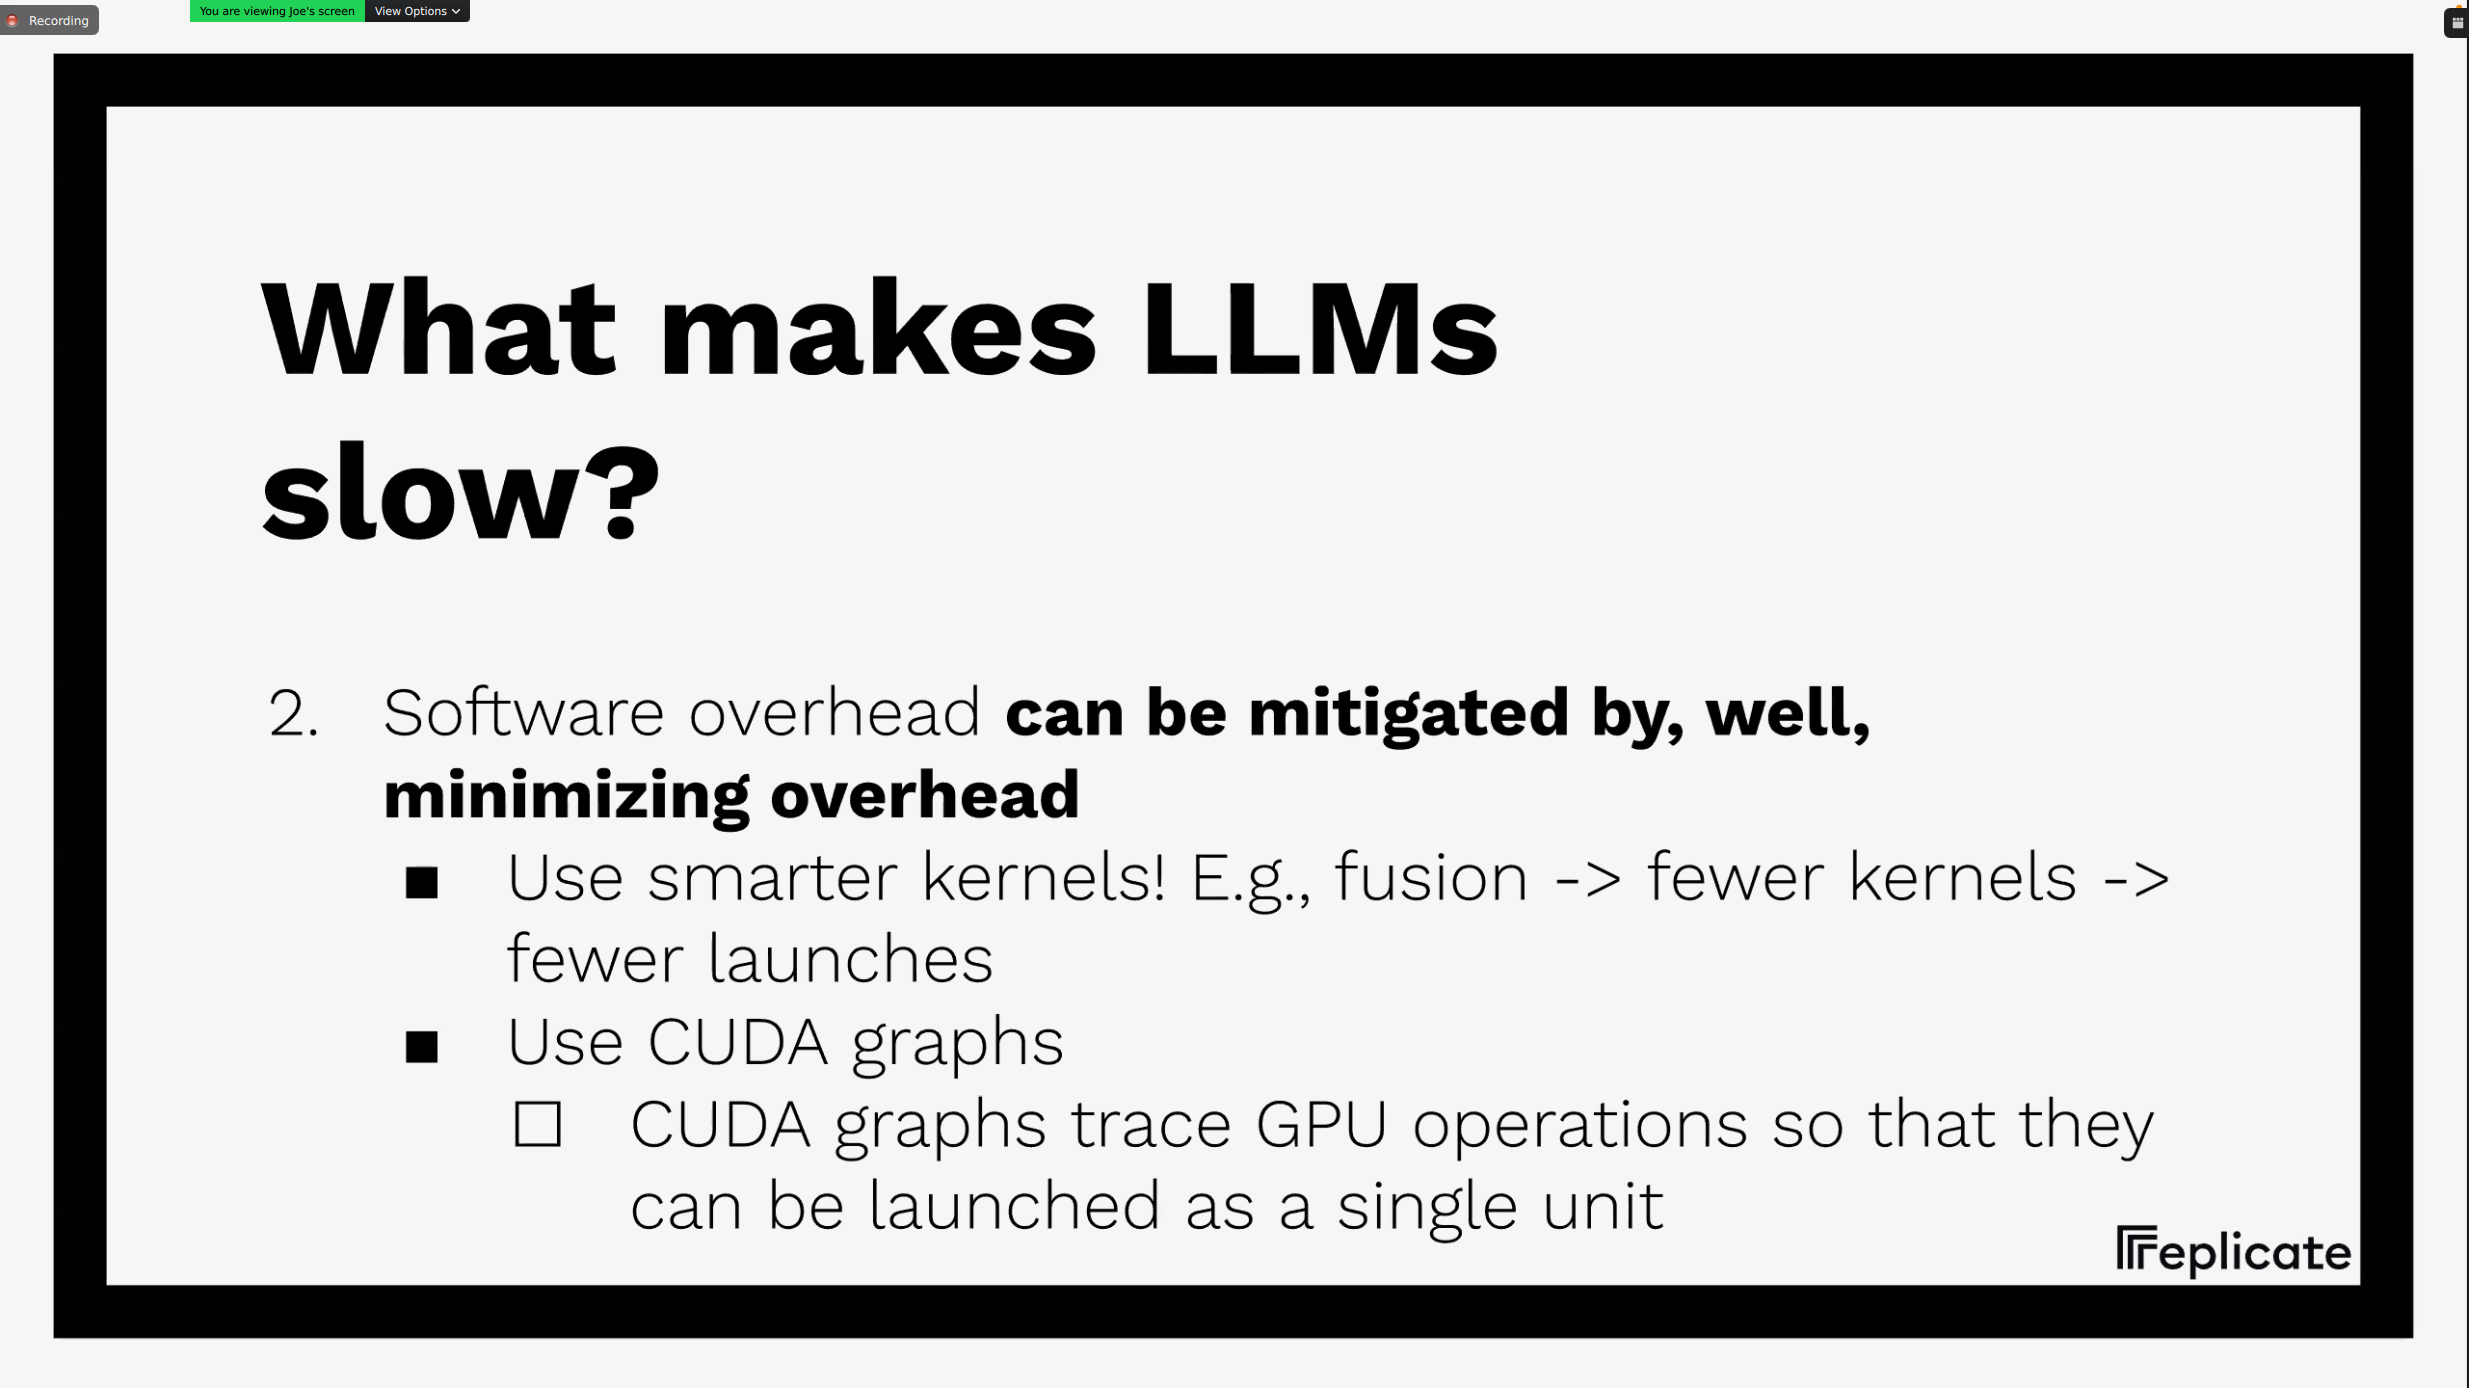 Recording
You are viewing Joe's screen View Options
What makes LLMs
slow?
2. Software overhead can be mitigated by, well,
minimizing overhead
■ Use smarter kernels! E.g., fusion -> fewer kernels ->
fewer launches
■ Use CUDA graphs
□ CUDA graphs trace GPU operations so that they
can be launched as a single unit
replicate